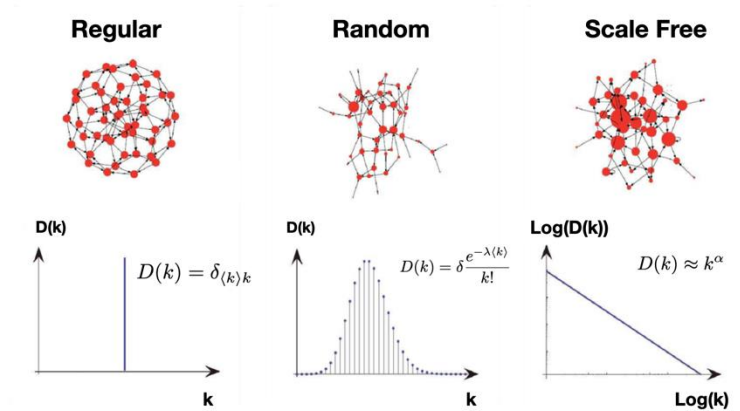 Regular
Random
Scale Free
D(k)
D(k) = δ⟨k⟩k
k
D(k)
D(k) = δ e^{−λ⟨k⟩} / k!
k
Log(D(k))
D(k) ≈ k^α
Log(k)